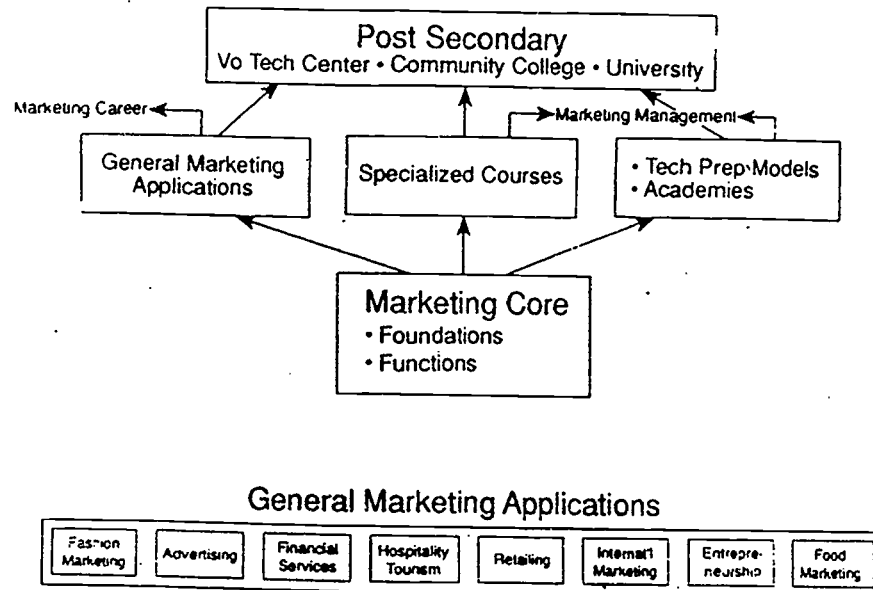 Post Secondary
Vo Tech Center • Community College • University
Marketing Career
Marketing Management
General Marketing
Applications
Specialized Courses
• Tech Prep Models
• Academies
Marketing Core
• Foundations
• Functions
General Marketing Applications
Fashion
Marketing
Advertising
Financial
Services
Hospitality
Tourism
Retailing
Internat'l
Marketing
Entrepre-
neurship
Food
Marketing